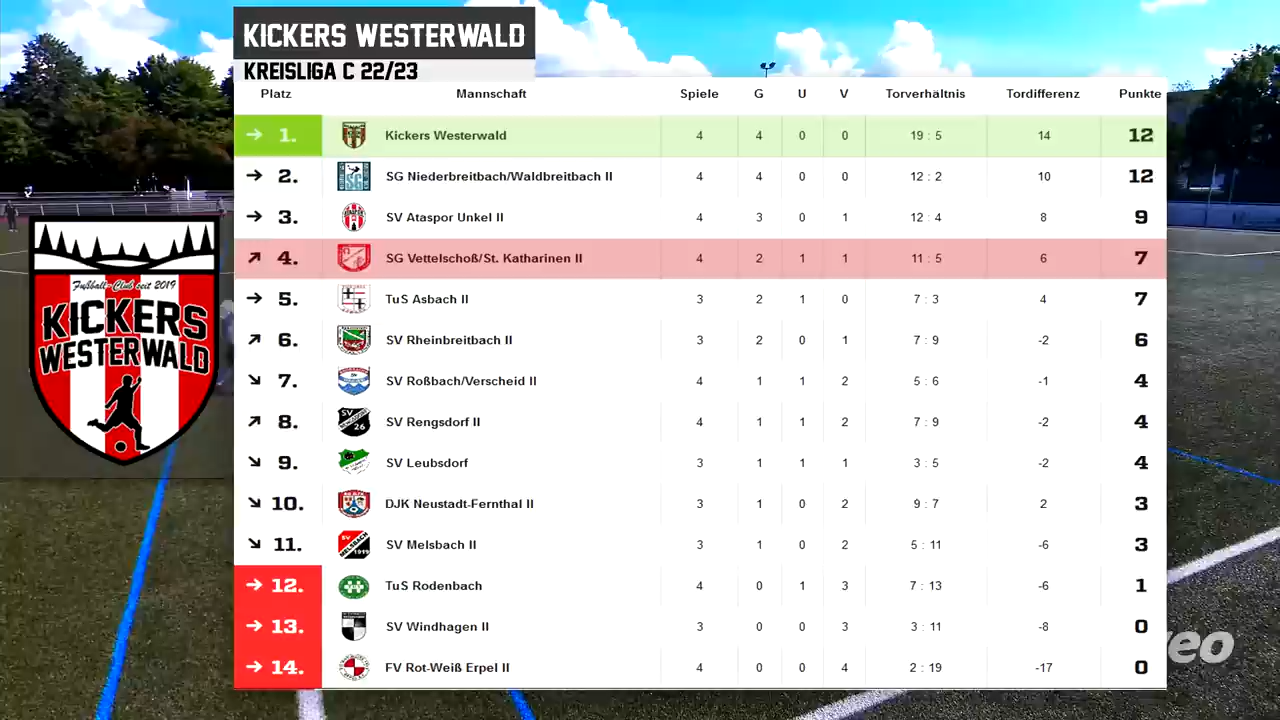 KICKERS WESTERWALD
KREISLIGA C 22/23
Platz Mannschaft Spiele G U V Torverhältnis Tordifferenz Punkte
→ 1. Kickers Westerwald 4 4 0 0 19 : 5 14 12
→ 2. SG Niederbreitbach/Waldbreitbach II 4 4 0 0 12 : 2 10 12
→ 3. SV Ataspor Unkel II 4 3 0 1 12 : 4 8 9
↗ 4. SG Vettelschoß/St. Katharinen II 4 2 1 1 11 : 5 6 7
→ 5. TuS Asbach II 3 2 1 0 7 : 3 4 7
↗ 6. SV Rheinbreitbach II 3 2 0 1 7 : 9 -2 6
↘ 7. SV Roßbach/Verscheid II 4 1 1 2 5 : 6 -1 4
↗ 8. SV Rengsdorf II 4 1 1 2 7 : 9 -2 4
↘ 9. SV Leubsdorf 3 1 1 1 3 : 5 -2 4
↘ 10. DJK Neustadt-Fernthal II 3 1 0 2 9 : 7 2 3
↘ 11. SV Melsbach II 3 1 0 2 5 : 11 -6 3
→ 12. TuS Rodenbach 4 0 1 3 7 : 13 -6 1
→ 13. SV Windhagen II 3 0 0 3 3 : 11 -8 0
→ 14. FV Rot-Weiß Erpel II 4 0 0 4 2 : 19 -17 0
Fußball-Club seit 2019
KICKERS
WESTERWALD
SV
26
SV
MELSBACH
1919
eo